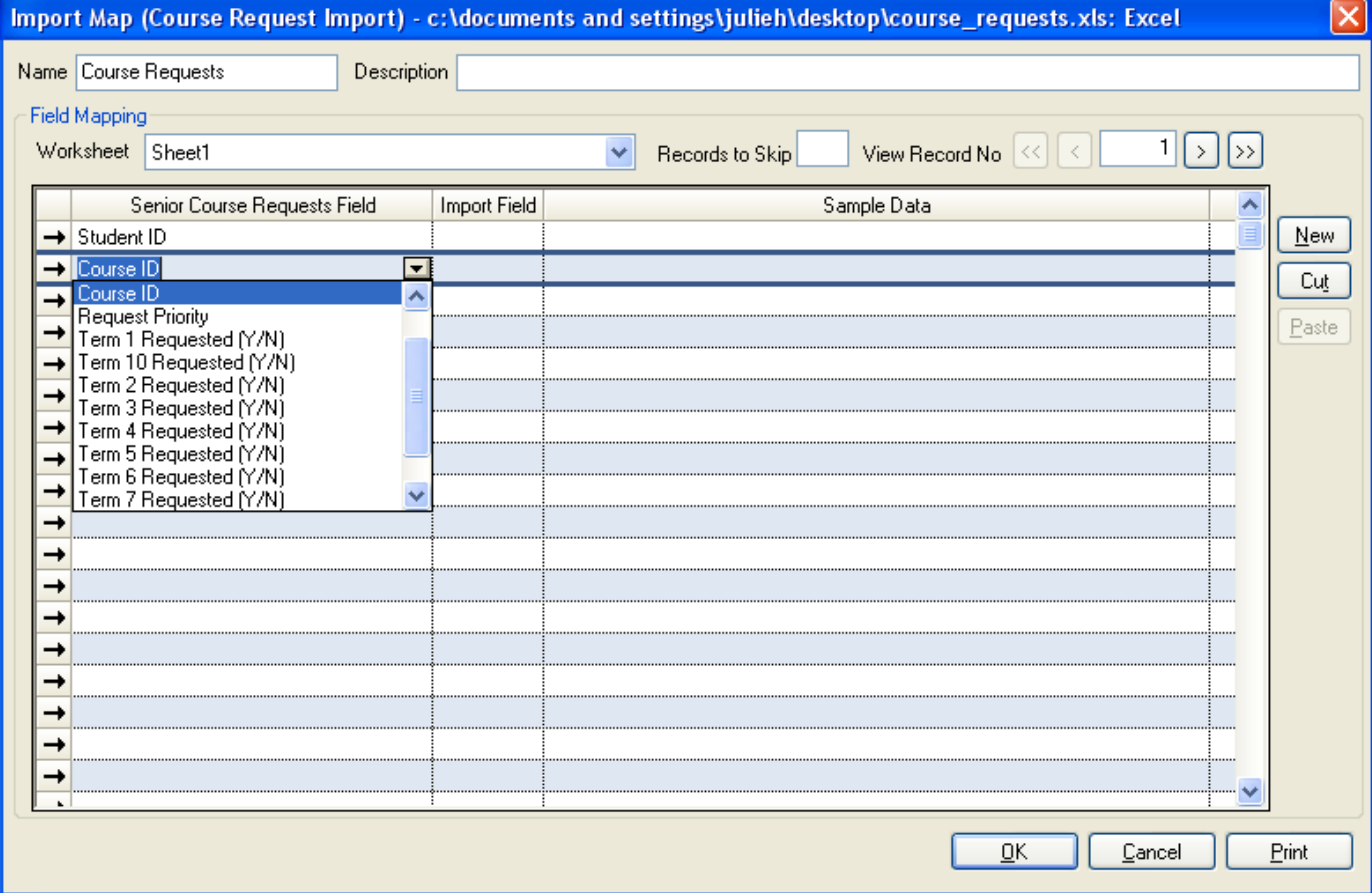 Import Map (Course Request Import) - c:\documents and settings\julieh\desktop\course_requests.xls: Excel
Name Course Requests Description
Field Mapping
Worksheet Sheet1 Records to Skip View Record No << < 1 > >>
Senior Course Requests Field Import Field Sample Data
Student ID
New
Course ID
Cut
Course ID
Request Priority
Paste
Term 1 Requested (Y/N)
Term 10 Requested (Y/N)
Term 2 Requested (Y/N)
Term 3 Requested (Y/N)
Term 4 Requested (Y/N)
Term 5 Requested (Y/N)
Term 6 Requested (Y/N)
Term 7 Requested (Y/N)
OK Cancel Print